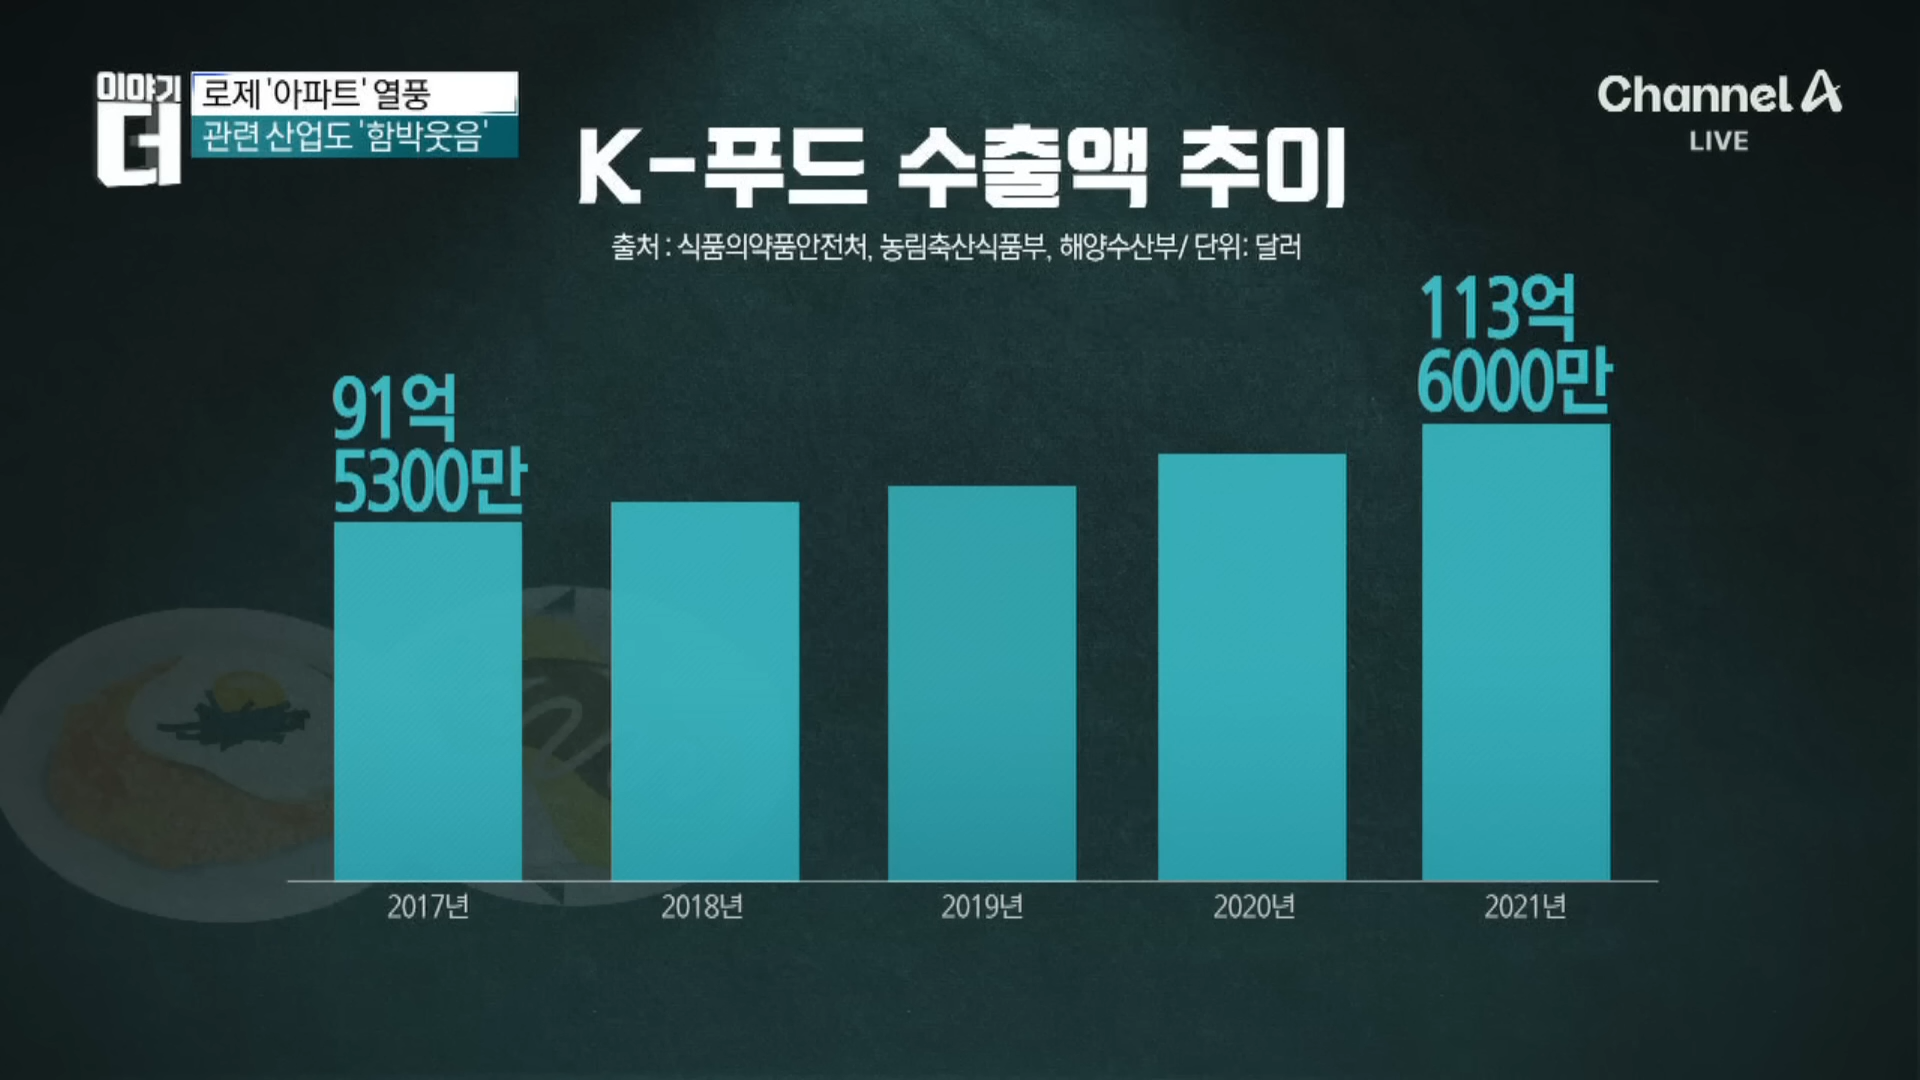 이야기
더
로제 '아파트' 열풍
관련 산업도 '함박웃음'
Channel A
LIVE
K-푸드 수출액 추이
출처 : 식품의약품안전처, 농림축산식품부, 해양수산부/ 단위: 달러
91억
5300만
113억
6000만
2017년
2018년
2019년
2020년
2021년